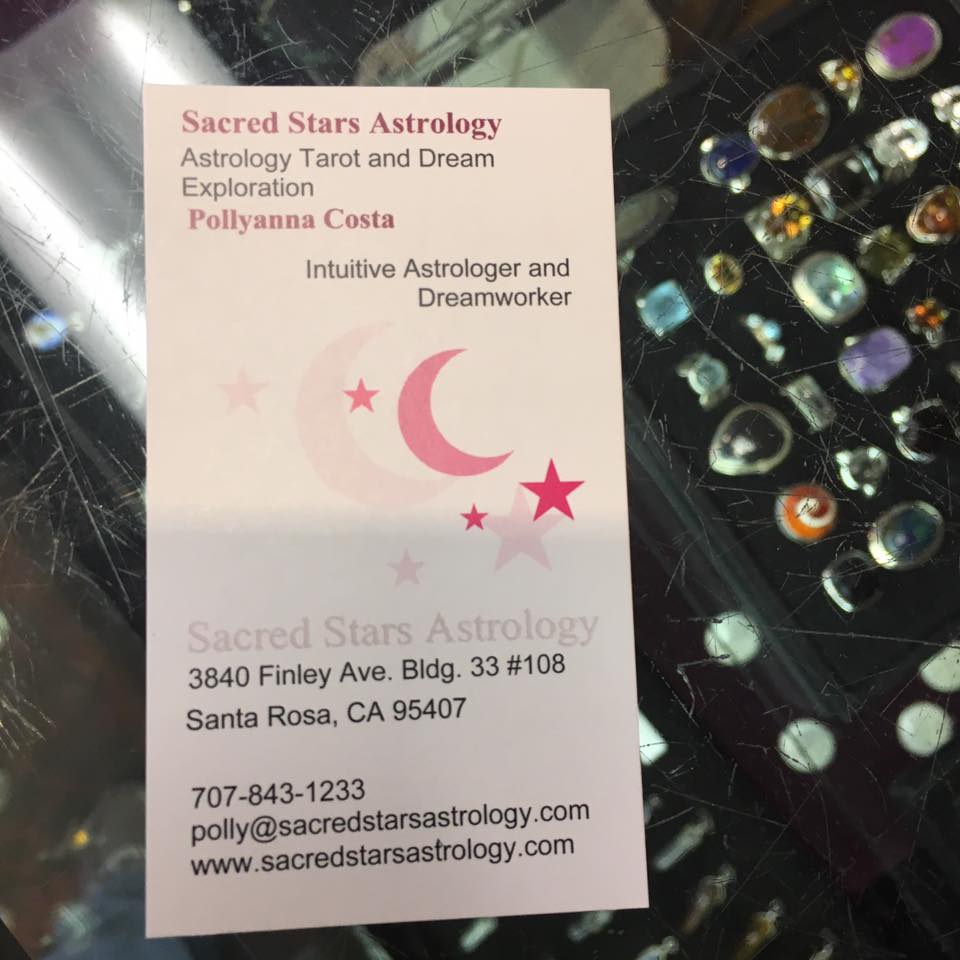 Sacred Stars Astrology
Astrology Tarot and Dream
Exploration
Pollyanna Costa
Intuitive Astrologer and
Dreamworker
Sacred Stars Astrology
3840 Finley Ave. Bldg. 33 #108
Santa Rosa, CA 95407
707-843-1233
polly@sacredstarsastrology.com
www.sacredstarsastrology.com